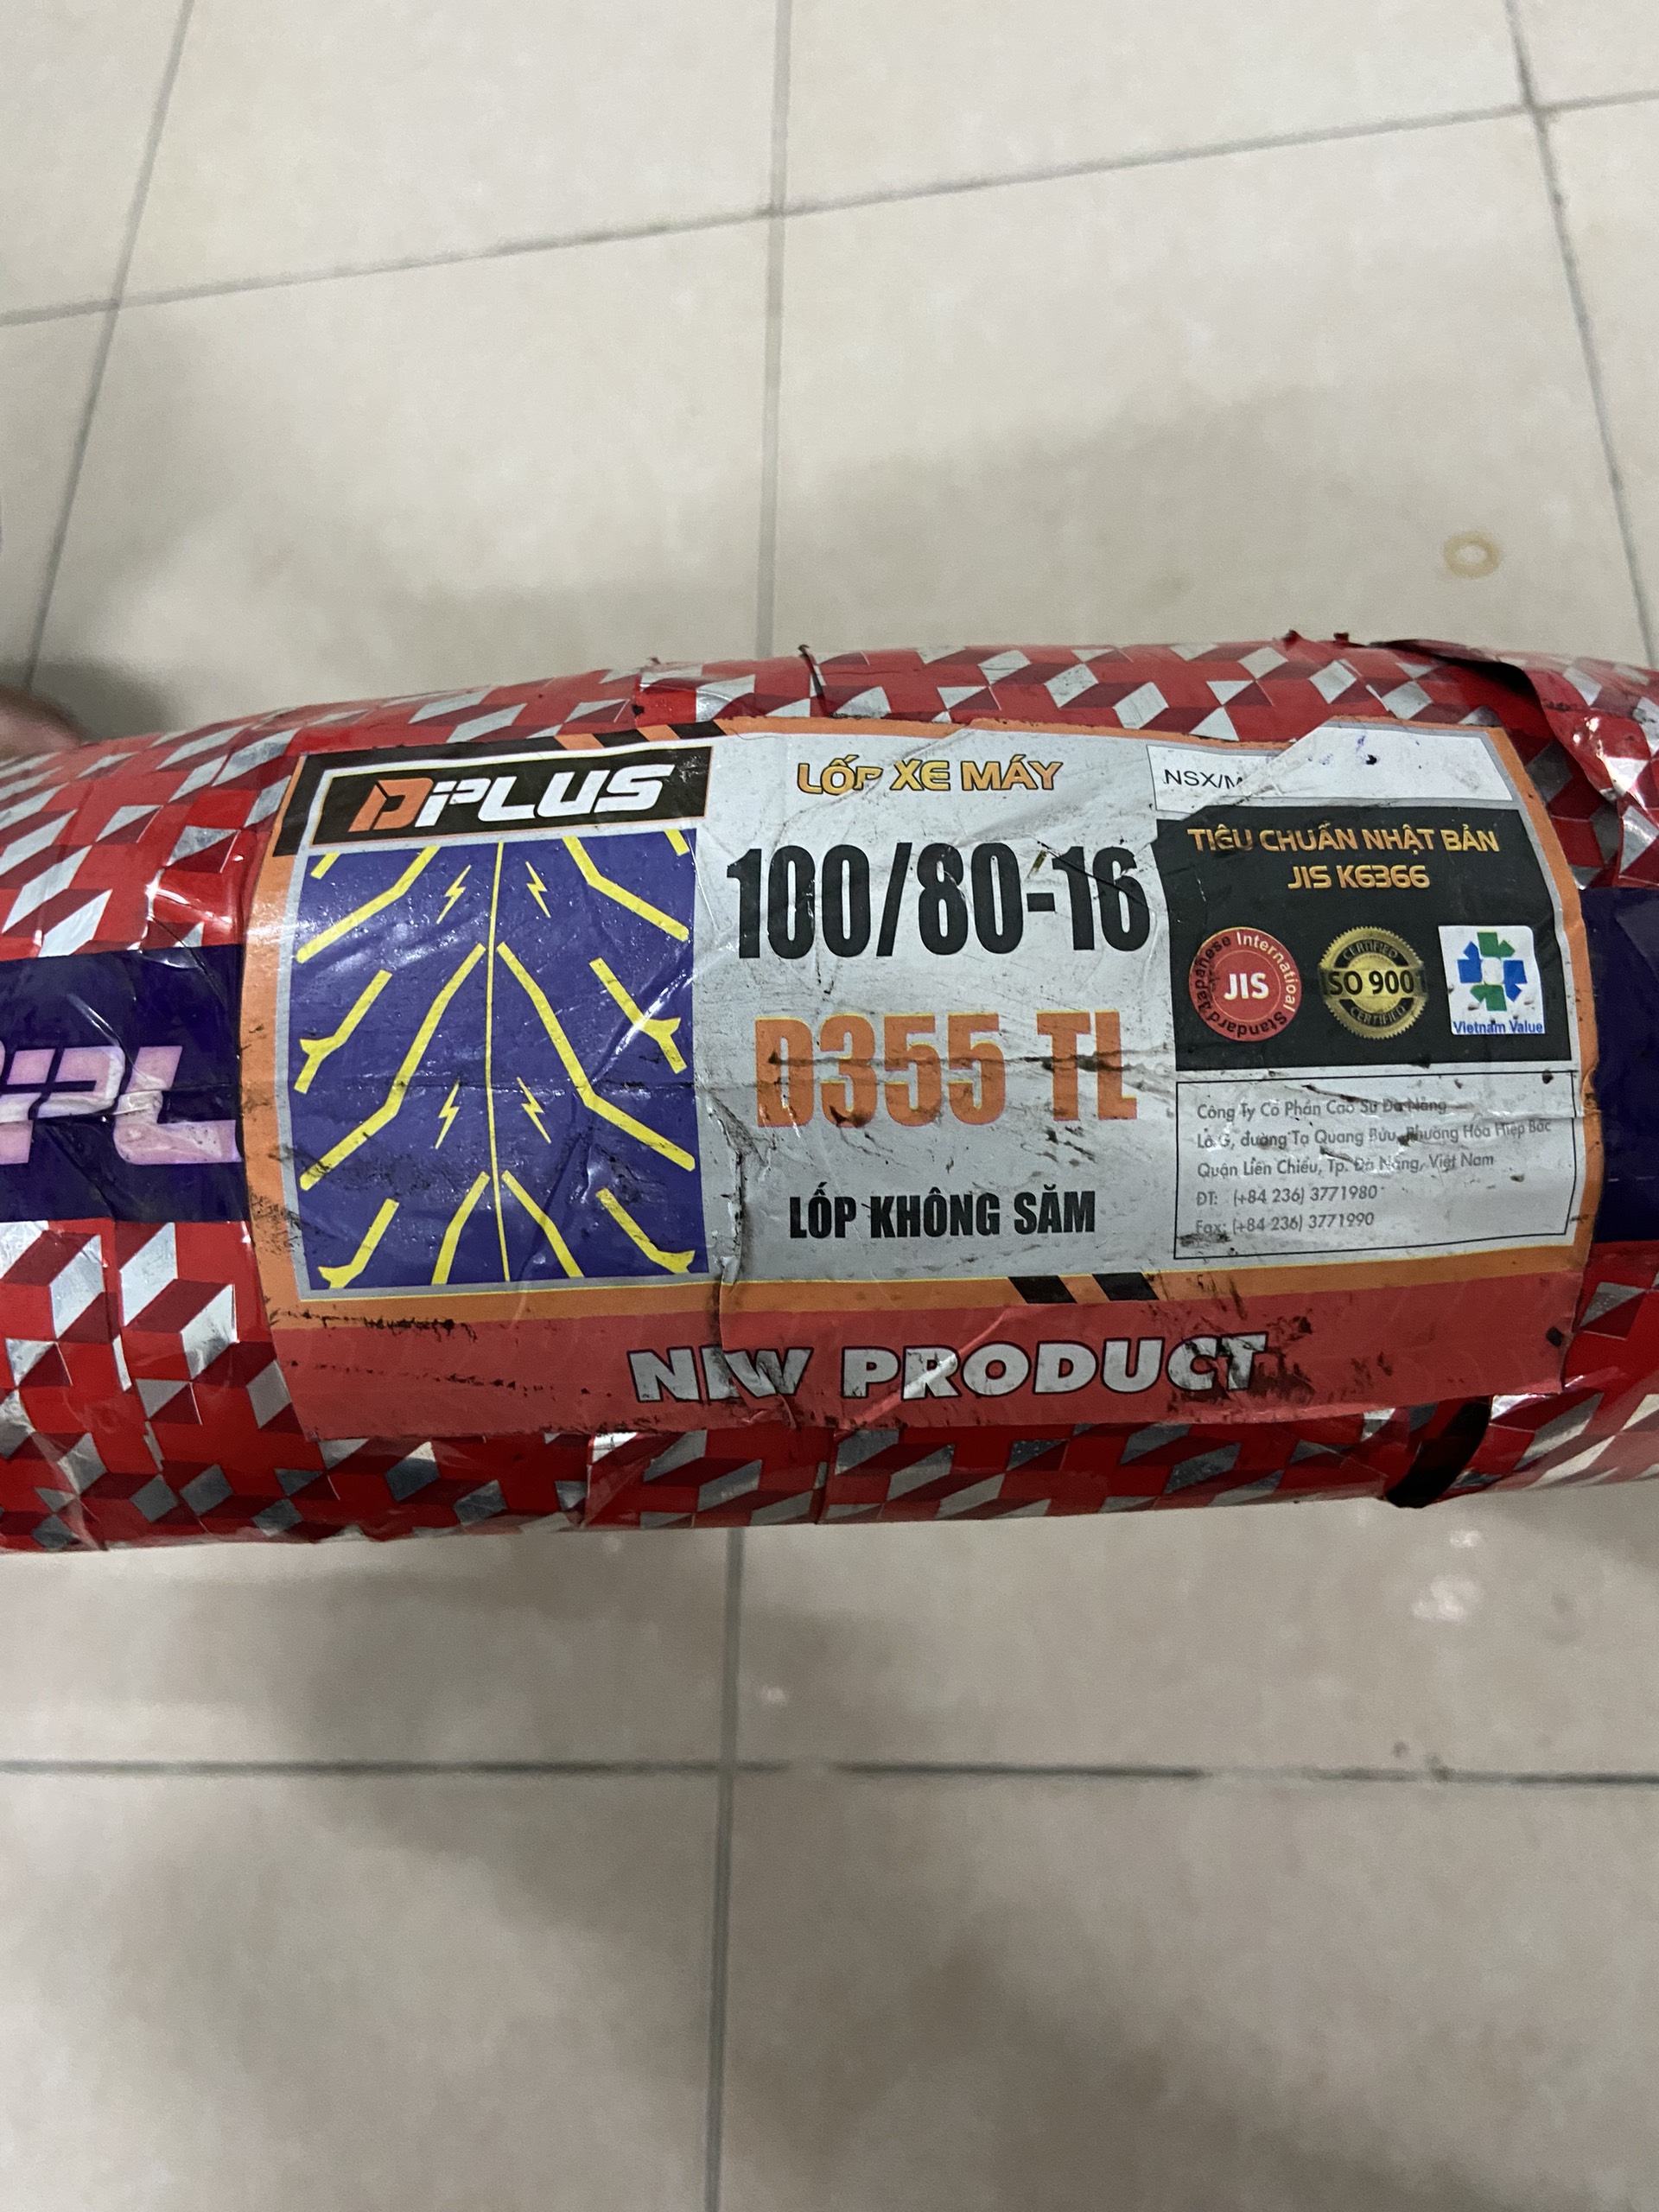 DPLUS
LỐP XE MÁY
100/80-16
D355 TL
LỐP KHÔNG SĂM
NSX/
TIÊU CHUẨN NHẬT BẢN
JIS K6366
Japanese International Standard
JIS
CERTIFIED
ISO 9001
CERTIFIED
Vietnam Value
Công Ty Cổ Phần Cao Su Đà Nẵng
Lô G, đường Tạ Quang Bửu, Phường Hòa Hiệp Bắc
Quận Liên Chiểu, Tp. Đà Nẵng, Việt Nam
ĐT: (+84 236) 3771980
Fax: (+84 236) 3771990
NEW PRODUCT